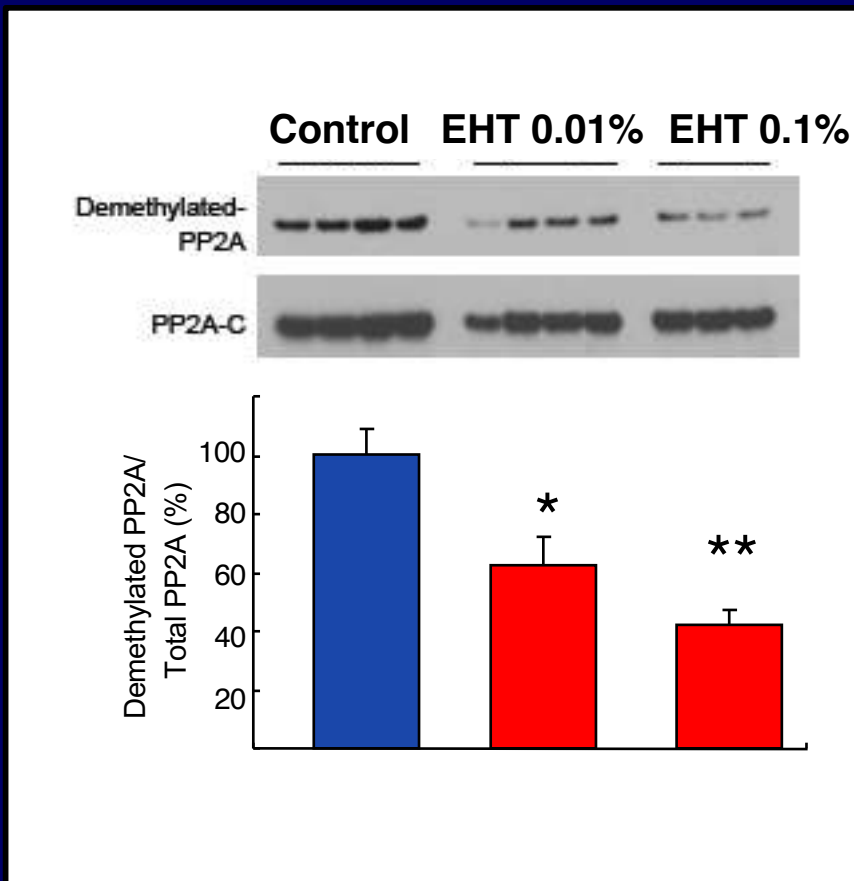 Control EHT 0.01% EHT 0.1%
Demethylated-
PP2A
PP2A-C
Demethylated PP2A/
Total PP2A (%)
100
80
60
40
20
*
**